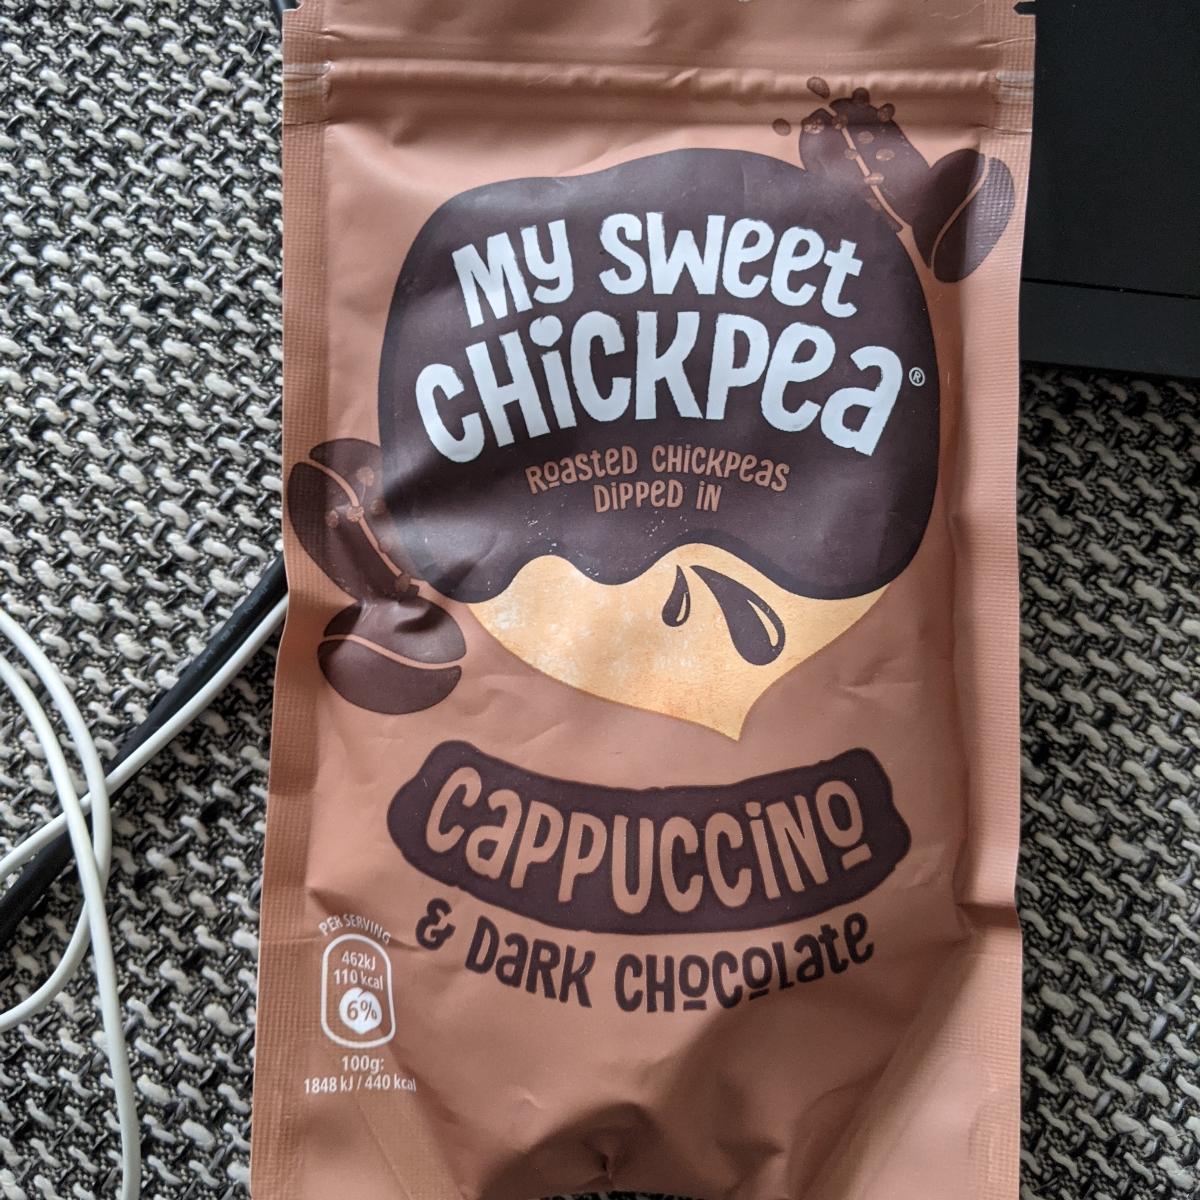 My Sweet
Chickpea®
Roasted Chickpeas
Dipped in
Cappuccino
& Dark Chocolate
PER SERVING
462kJ
110 kcal
6%
100g:
1848 kJ / 440 kcal